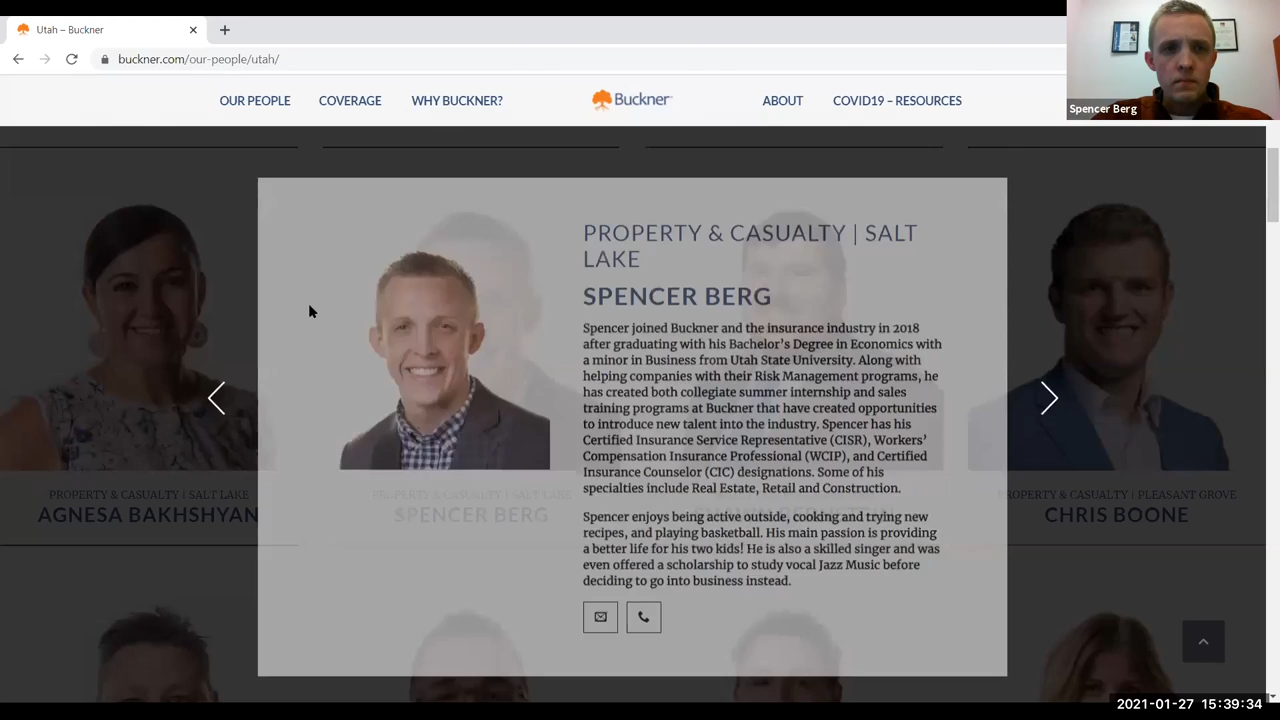 Utah – Buckner
buckner.com/our-people/utah/
OUR PEOPLE
COVERAGE
WHY BUCKNER?
Buckner
ABOUT
COVID19 – RESOURCES
Spencer Berg
PROPERTY & CASUALTY | SALT
LAKE
SPENCER BERG
Spencer joined Buckner and the insurance industry in 2018
after graduating with his Bachelor's Degree in Economics with
a minor in Business from Utah State University. Along with
helping companies with their Risk Management programs, he
has created both collegiate summer internship and sales
training programs at Buckner that have created opportunities
to introduce new talent into the industry. Spencer has his
Certified Insurance Service Representative (CISR), Workers'
Compensation Insurance Professional (WCIP), and Certified
Insurance Counselor (CIC) designations. Some of his
specialties include Real Estate, Retail and Construction.
Spencer enjoys being active outside, cooking and trying new
recipes, and playing basketball. His main passion is providing
a better life for his two kids! He is also a skilled singer and was
even offered a scholarship to study vocal Jazz Music before
deciding to go into business instead.
PROPERTY & CASUALTY | SALT LAKE
AGNESA BAKHSHYAN
PROPERTY & CASUALTY | SALT LAKE
SPENCER BERG
PROPERTY & CASUALTY | PLEASANT GROVE
CHRIS BOONE
2021-01-27 15:39:34